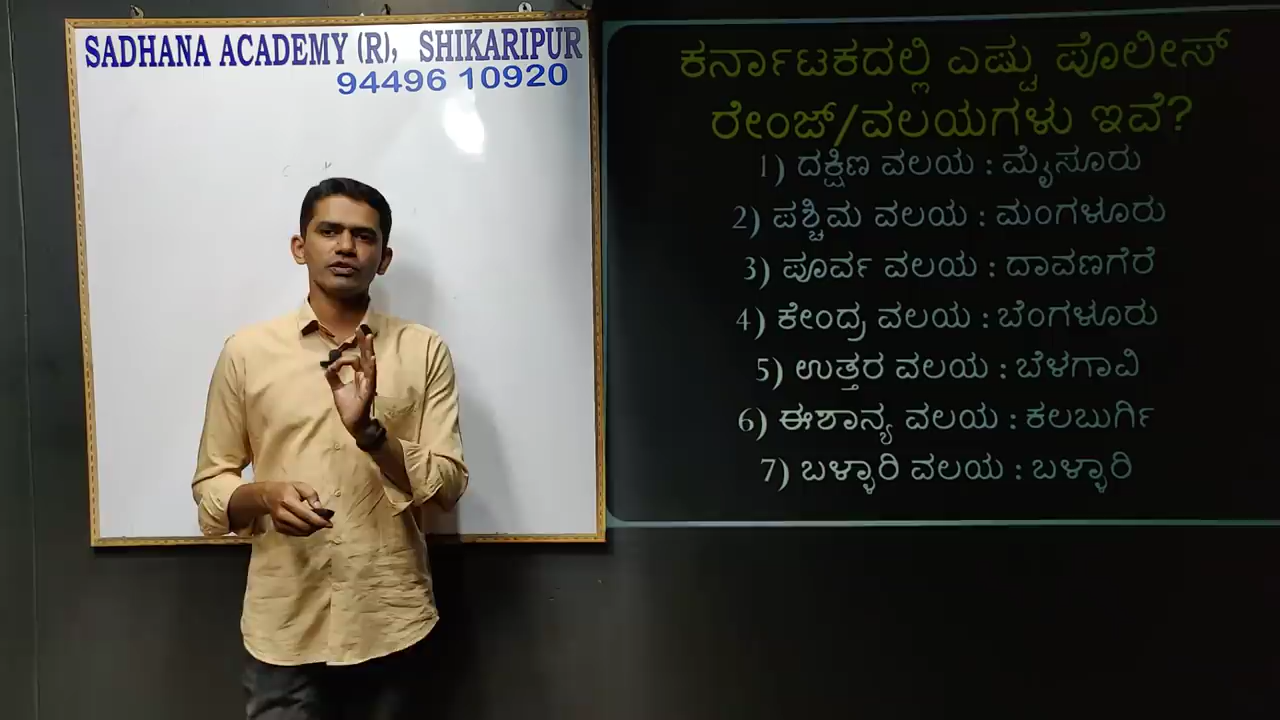 SADHANA ACADEMY (R), SHIKARIPUR
94496 10920
ಕರ್ನಾಟಕದಲ್ಲಿ ಎಷ್ಟು ಪೊಲೀಸ್
ರೇಂಜ್/ವಲಯಗಳು ಇವೆ?
1) ದಕ್ಷಿಣ ವಲಯ : ಮೈಸೂರು
2) ಪಶ್ಚಿಮ ವಲಯ : ಮಂಗಳೂರು
3) ಪೂರ್ವ ವಲಯ : ದಾವಣಗೆರೆ
4) ಕೇಂದ್ರ ವಲಯ : ಬೆಂಗಳೂರು
5) ಉತ್ತರ ವಲಯ : ಬೆಳಗಾವಿ
6) ಈಶಾನ್ಯ ವಲಯ : ಕಲಬುರ್ಗಿ
7) ಬಳ್ಳಾರಿ ವಲಯ : ಬಳ್ಳಾರಿ